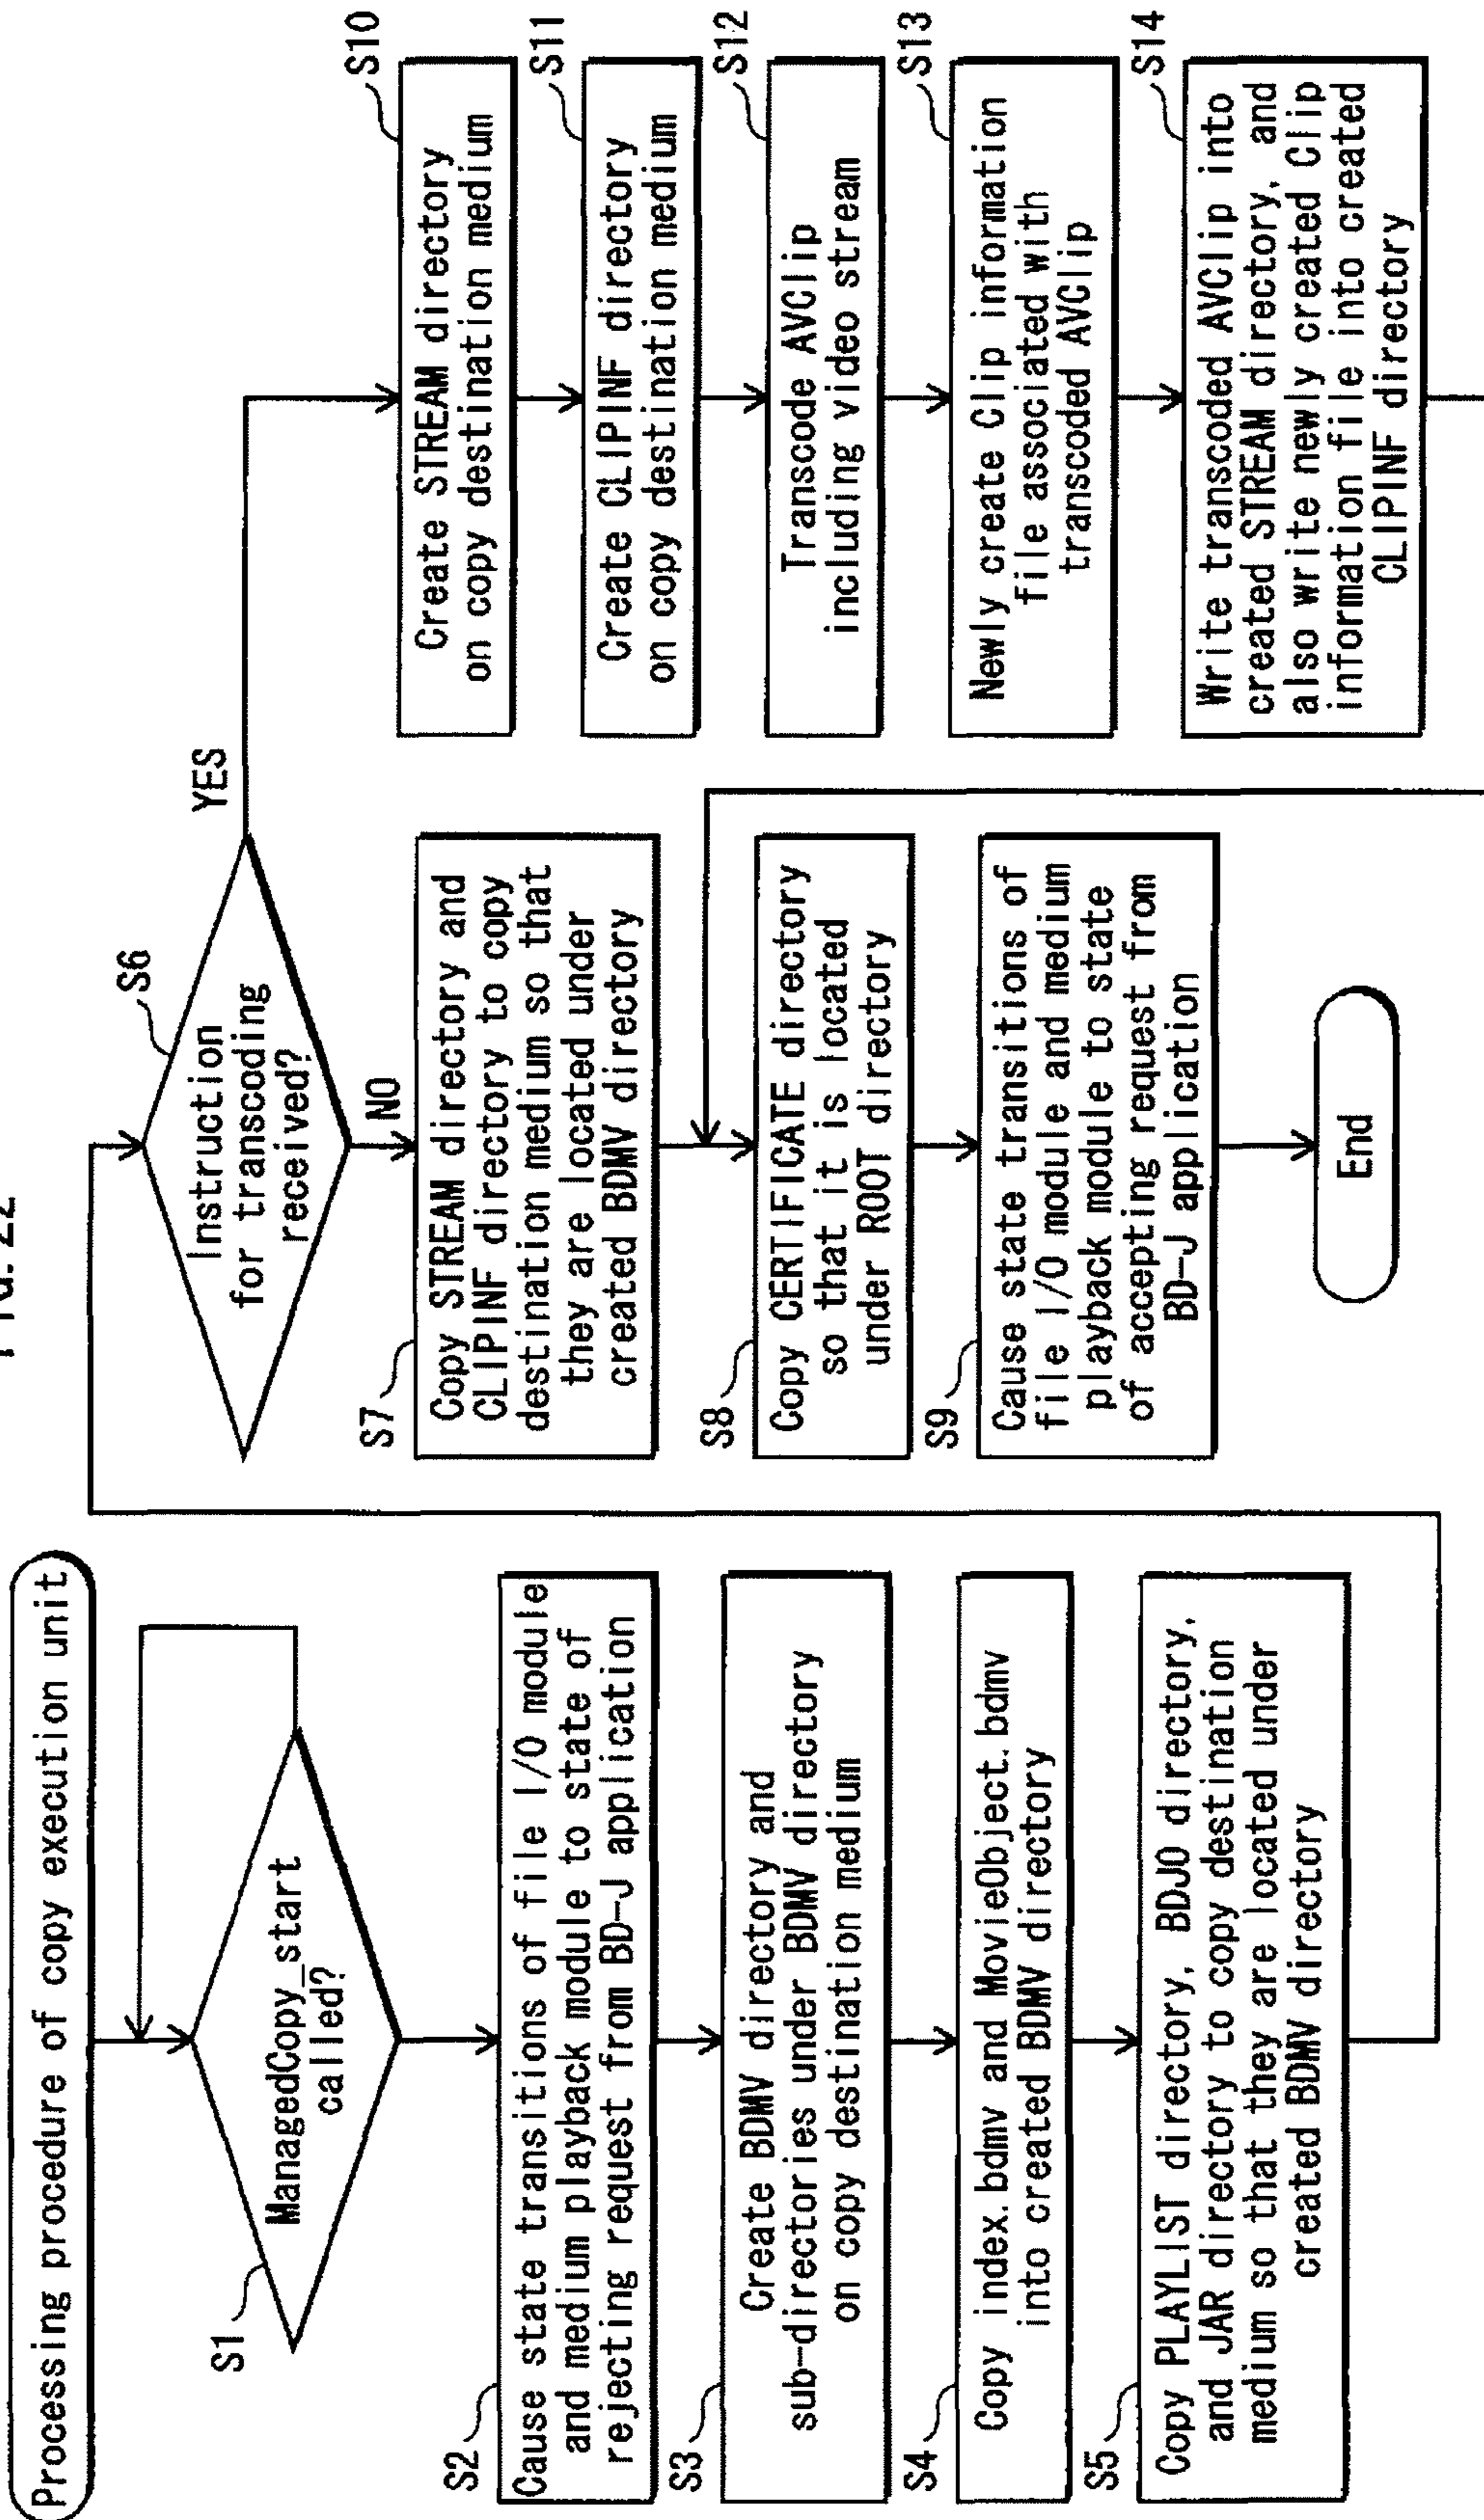 FIG. 22
Processing procedure of copy execution unit
S1
ManagedCopy_start
called?
S2
Cause state transitions of file I/O module
and medium playback module to state of
rejecting request from BD-J application
S3
Create BDMV directory and
sub-directories under BDMV directory
on copy destination medium
S4
Copy index.bdmv and MovieObject.bdmv
into created BDMV directory
S5
Copy PLAYLIST directory, BDJO directory,
and JAR directory to copy destination
medium so that they are located under
created BDMV directory
S6
Instruction
for transcoding
received?
YES
NO
S7
Copy STREAM directory and
CLIPINF directory to copy
destination medium so that
they are located under
created BDMV directory
S8
Copy CERTIFICATE directory
so that it is located
under ROOT directory
S9
Cause state transitions of
file I/O module and medium
playback module to state
of accepting request from
BD-J application
End
S10
Create STREAM directory
on copy destination medium
S11
Create CLIPINF directory
on copy destination medium
S12
Transcode AVClip
including video stream
S13
Newly create Clip information
file associated with
transcoded AVClip
S14
Write transcoded AVClip into
created STREAM directory, and
also write newly created Clip
information file into created
CLIPINF directory